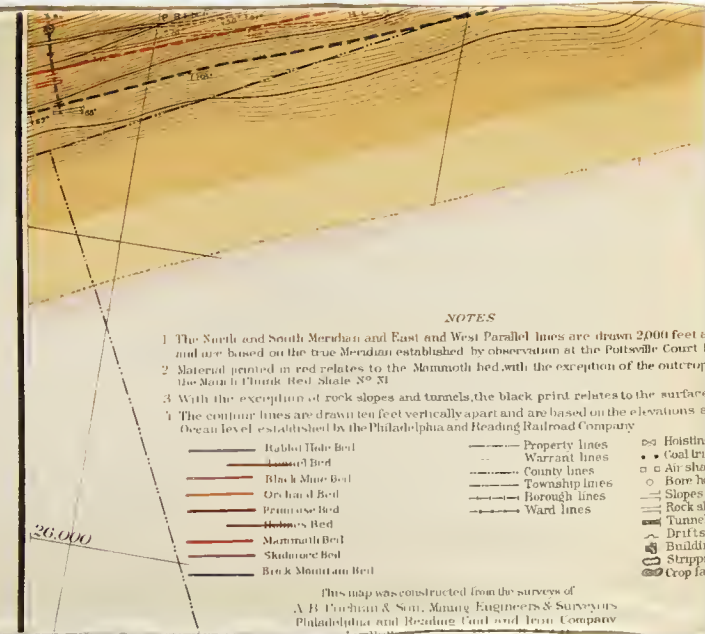 26.000
NOTES
1 The North and South Meridian and East and West Parallel lines are drawn 2,000 feet a
and are based on the true Meridian established by observation at the Pottsville Court
2 Material printed in red relates to the Mammoth bed, with the exception of the outcrop
the Mauch Chunk Red Shale Nº XI
3 With the exception of rock slopes and tunnels, the black print relates to the surface
4 The contour lines are drawn ten feet vertically apart and are based on the elevations a
Ocean level established by the Philadelphia and Reading Railroad Company
Rabbit Hole Bed
Tunnel Bed
Black Mine Bed
Orchard Bed
Primrose Bed
Holmes Bed
Mammoth Bed
Skidmore Bed
Buck Mountain Bed
Property lines
Warrant lines
County lines
Township lines
Borough lines
Ward lines
Hoistin
Coal tri
Air sha
Bore ho
Slopes
Rock sl
Tunnel
Drifts
Buildin
Stripp
Crop fa
This map was constructed from the surveys of
A. B. Cochran & Son, Mining Engineers & Surveyors
Philadelphia and Reading Coal and Iron Company